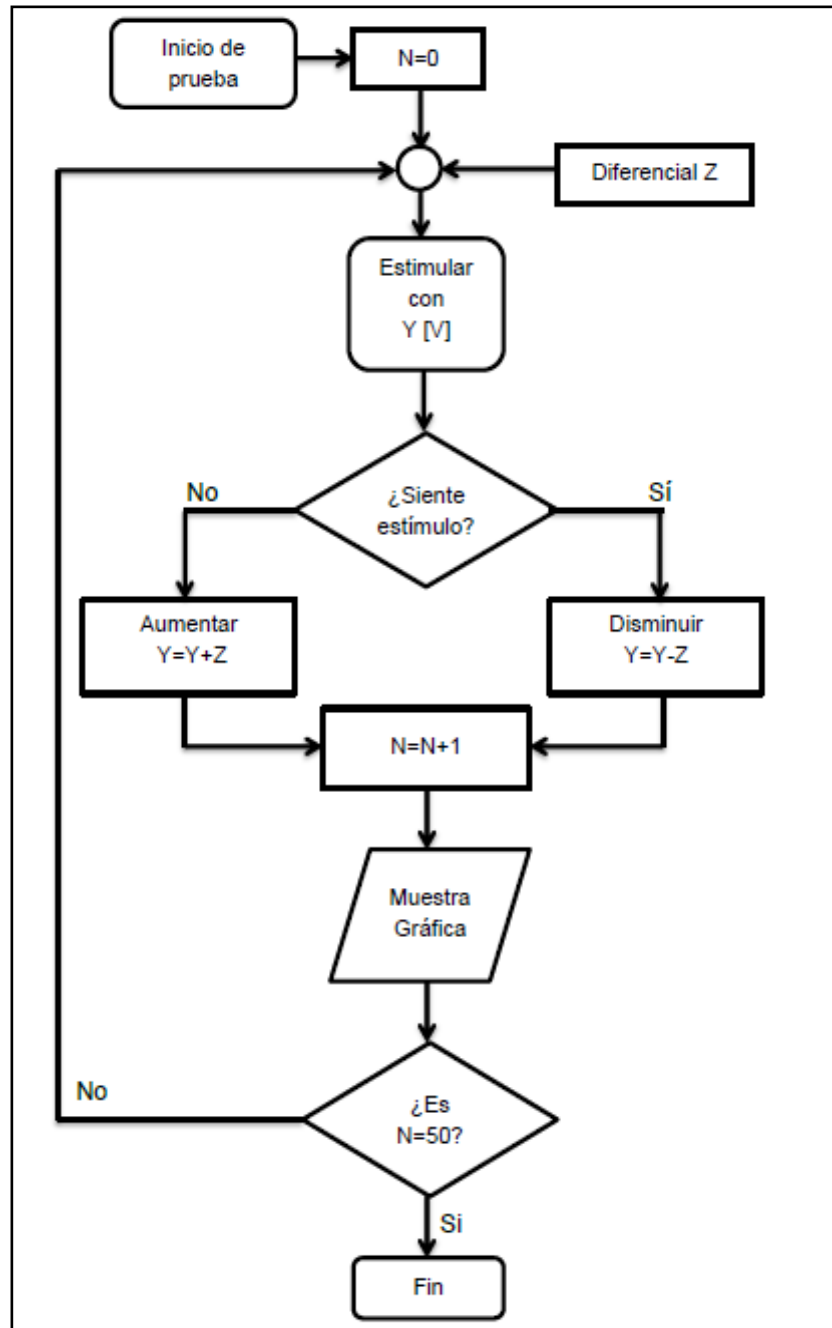 Inicio de
prueba
N=0
Diferencial Z
Estimular
con
Y [V]
¿Siente
estímulo?
No
Sí
Aumentar
Y=Y+Z
Disminuir
Y=Y-Z
N=N+1
Muestra
Gráfica
¿Es
N=50?
No
Si
Fin